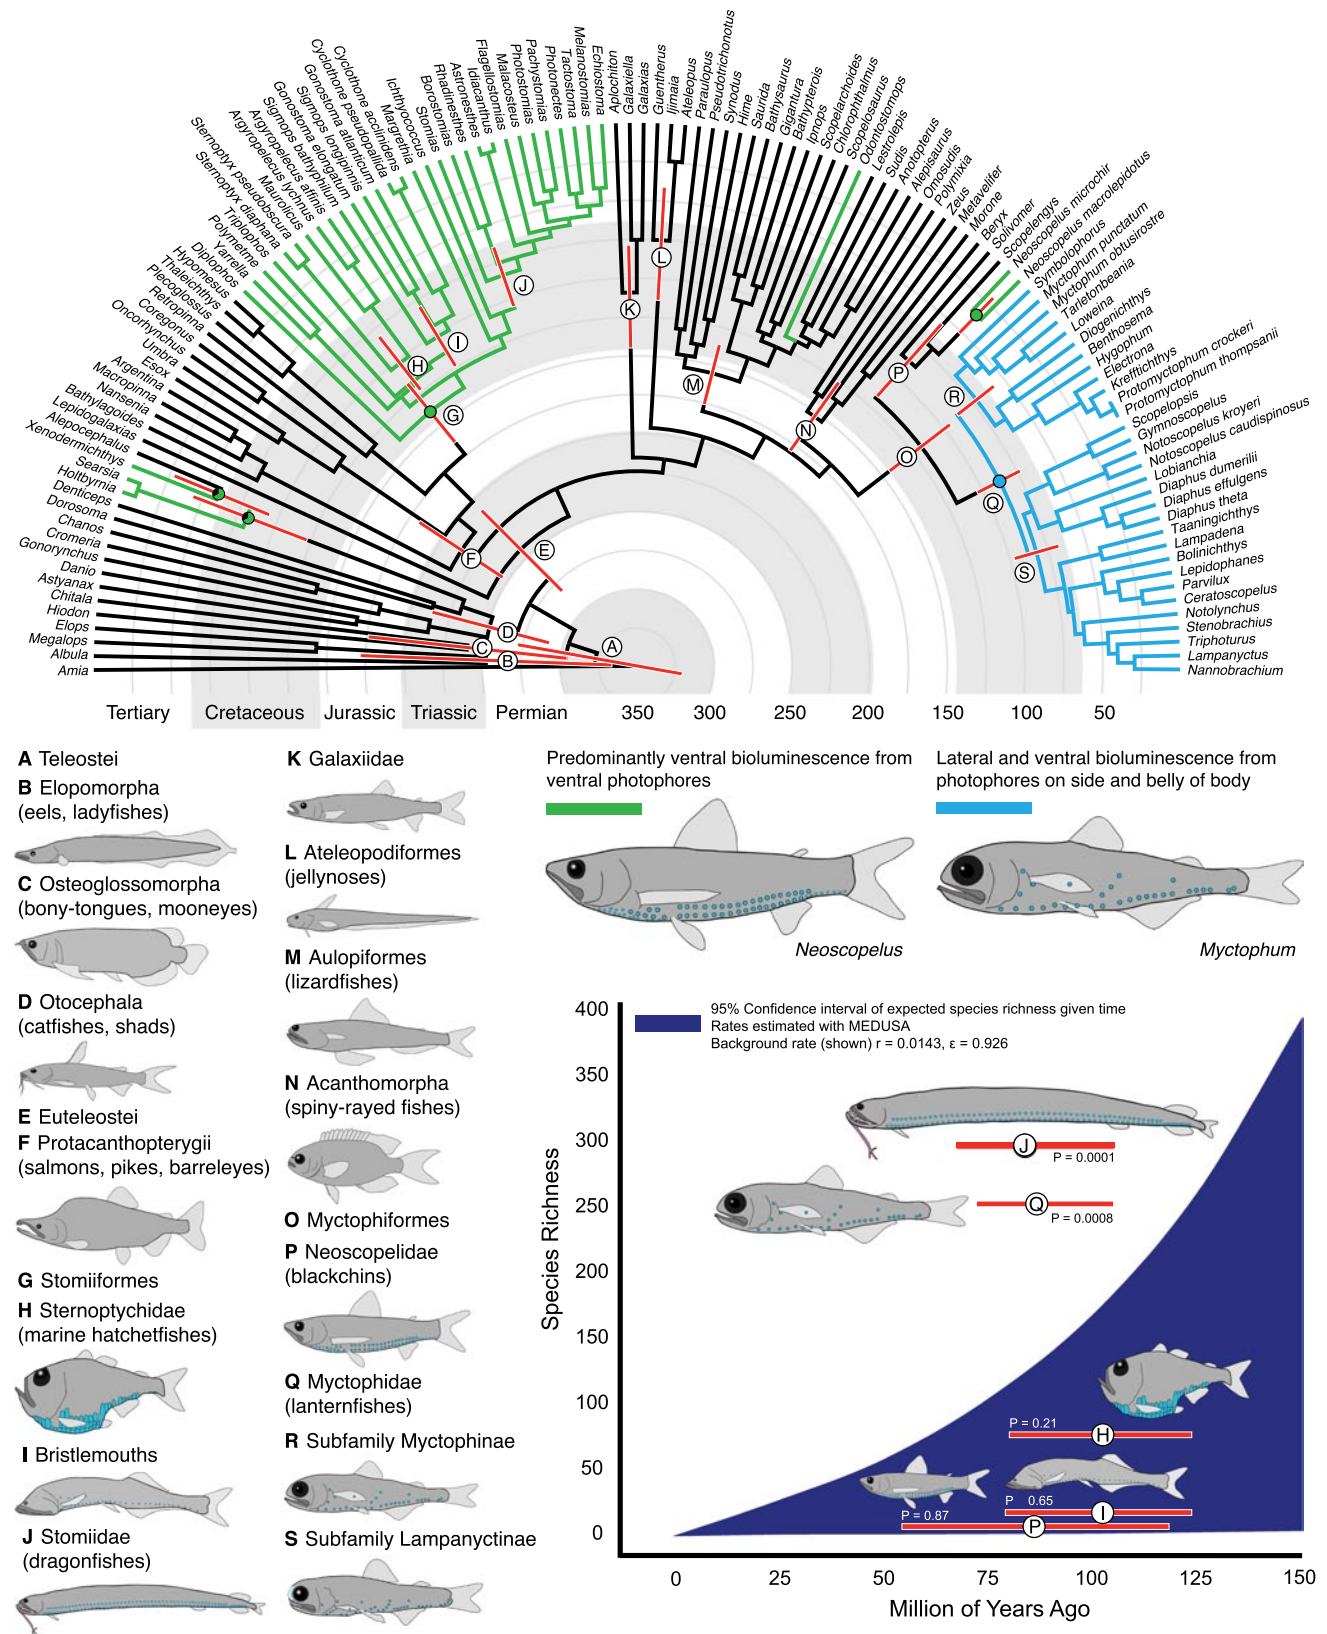 Amia
Albula
Megalops
Elops
Hiodon
Chitala
Astyanax
Danio
Gonorynchus
Cromeria
Chanos
Dorosoma
Denticeps
Holtbyrnia
Searsia
Xenodermichthys
Alepocephalus
Lepidogalaxias
Bathylagoides
Nansenia
Macropinna
Argentina
Esox
Umbra
Oncorhynchus
Coregonus
Retropinna
Plecoglossus
Thaleichthys
Hypomesus
Diplophos
Yarrella
Polymetme
Triplophos
Sternoptyx diaphana
Sternoptyx pseudobscura
Maurolicus
Argyropelecus lychnus
Argyropelecus affinis
Sigmops bathyphilum
Gonostoma elongatum
Sigmops longipinnis
Gonostoma atlanticum
Cyclothone pseudopallida
Cyclothone acclinidens
Margrethia
Ichthyococcus
Stomias
Borostomias
Rhadinesthes
Astronesthes
Idiacanthus
Flagellostomias
Malacosteus
Photostomias
Pachystomias
Photonectes
Tactostoma
Melanostomias
Echiostoma
Aplochiton
Galaxiella
Galaxias
Guentherus
Ijimaia
Ateleopus
Paraulopus
Pseudotrichonotus
Synodus
Hime
Saurida
Bathysaurus
Gigantura
Bathypterois
Ipnops
Scopelarchoides
Chlorophthalmus
Scopelosaurus
Odontostomops
Lestrolepis
Sudis
Anotopterus
Alepisaurus
Omosudis
Polymixia
Zeus
Metavelifer
Morone
Beryx
Solivomer
Scopelengys
Neoscopelus microchir
Neoscopelus macrolepidotus
Symbolophorus
Myctophum punctatum
Myctophum obtusirostre
Tarletonbeania
Loweina
Diogenichthys
Benthosema
Hygophum
Electrona
Krefftichthys
Protomyctophum crockeri
Protomyctophum thompsanii
Scopelopsis
Gymnoscopelus
Notoscopelus kroyeri
Notoscopelus caudispinosus
Lobianchia
Diaphus dumerilii
Diaphus effulgens
Diaphus theta
Taaningichthys
Lampadena
Bolinichthys
Lepidophanes
Parvilux
Ceratoscopelus
Notolynchus
Stenobrachius
Triphoturus
Lampanyctus
Nannobrachium
A
B
C
D
E
F
G
H
I
J
K
L
M
N
O
P
Q
R
S
Tertiary Cretaceous Jurassic Triassic Permian 350 300 250 200 150 100 50
A Teleostei
B Elopomorpha
(eels, ladyfishes)
C Osteoglossomorpha
(bony-tongues, mooneyes)
D Otocephala
(catfishes, shads)
E Euteleostei
F Protacanthopterygii
(salmons, pikes, barreleyes)
G Stomiiformes
H Sternoptychidae
(marine hatchetfishes)
I Bristlemouths
J Stomiidae
(dragonfishes)
K Galaxiidae
L Ateleopodiformes
(jellynoses)
M Aulopiformes
(lizardfishes)
N Acanthomorpha
(spiny-rayed fishes)
O Myctophiformes
P Neoscopelidae
(blackchins)
Q Myctophidae
(lanternfishes)
R Subfamily Myctophinae
S Subfamily Lampanyctinae
Predominantly ventral bioluminescence from
ventral photophores
Neoscopelus
Lateral and ventral bioluminescence from
photophores on side and belly of body
Myctophum
95% Confidence interval of expected species richness given time
Rates estimated with MEDUSA
Background rate (shown) r = 0.0143, ε = 0.926
Species Richness
400
350
300
250
200
150
100
50
0
J
P = 0.0001
Q
P = 0.0008
P = 0.21
H
P 0.65
I
P = 0.87
P
0 25 50 75 100 125 150
Million of Years Ago